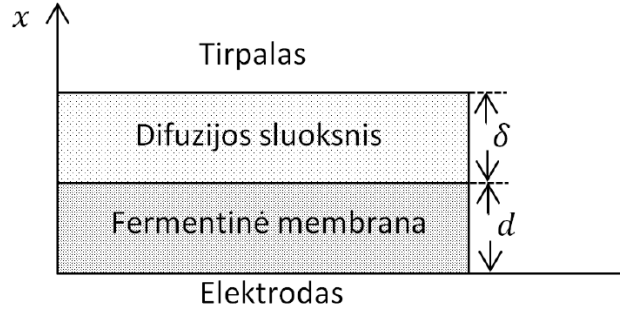 x
Tirpalas
Difuzijos sluoksnis
δ
Fermentinė membrana
d
Elektrodas